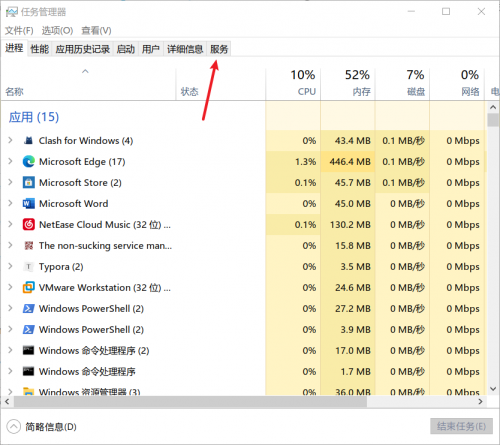 任务管理器
文件(F) 选项(O) 查看(V)
进程 性能 应用历史记录 启动 用户 详细信息 服务
10% 52% 7% 0%
名称 状态 CPU 内存 磁盘 网络 电
应用 (15)
Clash for Windows (4) 0% 43.4 MB 0.1 MB/秒 0 Mbps
Microsoft Edge (17) 1.3% 446.4 MB 0.1 MB/秒 0 Mbps
Microsoft Store (2) 0.1% 45.7 MB 0.1 MB/秒 0 Mbps
Microsoft Word 0% 45.0 MB 0 MB/秒 0 Mbps
NetEase Cloud Music (32 位) ... 0.1% 130.2 MB 0 MB/秒 0 Mbps
The non-sucking service man... 0% 15.8 MB 0 MB/秒 0 Mbps
Typora (2) 0% 3.5 MB 0 MB/秒 0 Mbps
VMware Workstation (32 位) ... 0% 24.6 MB 0 MB/秒 0 Mbps
Windows PowerShell (2) 0% 27.2 MB 0 MB/秒 0 Mbps
Windows PowerShell (2) 0% 3.9 MB 0 MB/秒 0 Mbps
Windows 命令处理程序 (2) 0% 17.0 MB 0 MB/秒 0 Mbps
Windows 命令处理程序 0% 1.7 MB 0 MB/秒 0 Mbps
Windows 资源管理器 (3) 0% 36.0 MB 0 MB/秒 0 Mbps
简略信息(D) 结束任务(E)